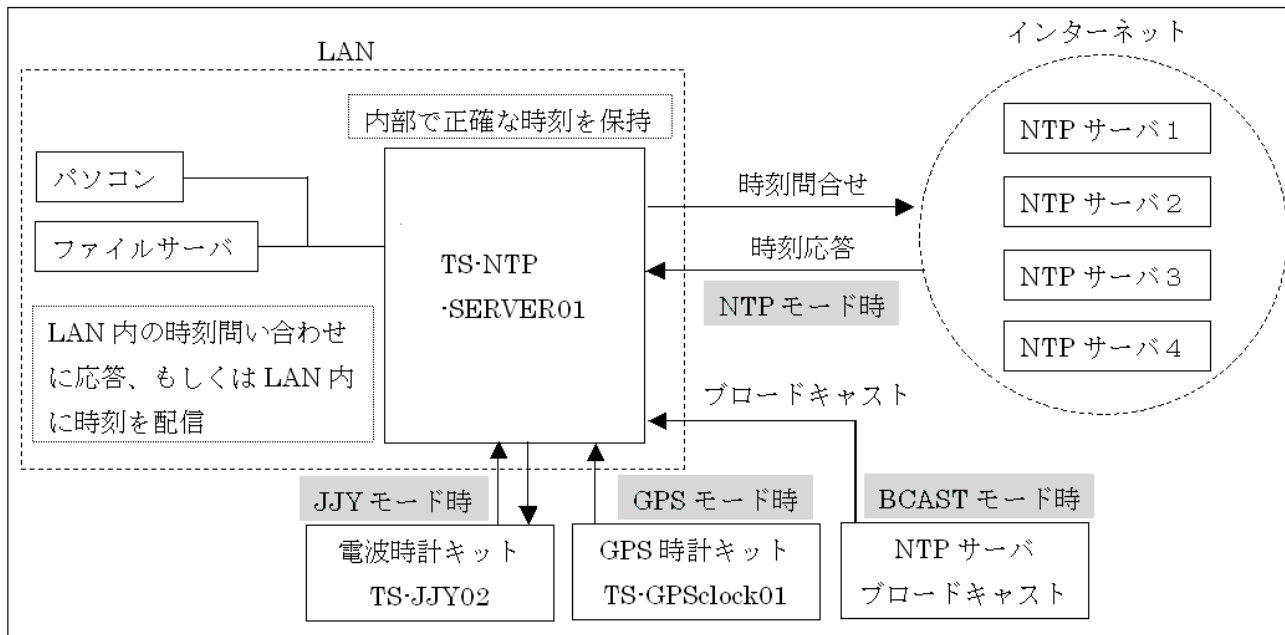 インターネット
LAN
内部で正確な時刻を保持
NTP サーバ１
パソコン
時刻問合せ
NTP サーバ２
ファイルサーバ
時刻応答
TS-NTP
-SERVER01
NTP サーバ３
NTP モード時
LAN 内の時刻問い合わせ
に応答、もしくは LAN 内
に時刻を配信
NTP サーバ４
ブロードキャスト
JJY モード時
GPS モード時
BCAST モード時
電波時計キット
TS-JJY02
GPS 時計キット
TS-GPSclock01
NTP サーバ
ブロードキャスト